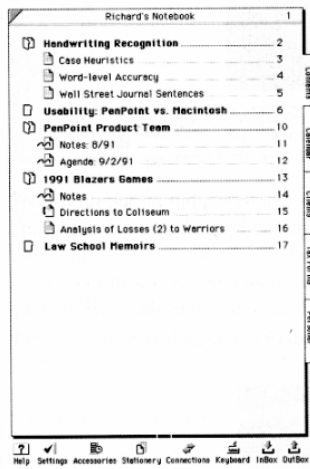 Richard's Notebook 1
Handwriting Recognition 2
Case Heuristics 3
Word-level Accuracy 4
Wall Street Journal Sentences 5
Usability: PenPoint vs. Macintosh 6
PenPoint Product Team 10
Notes: 8/91 11
Agenda: 9/2/91 12
1991 Blazers Games 13
Notes 14
Directions to Coliseum 15
Analysis of Losses (2) to Warriors 16
Law School Memoirs 17
Contents
Calendar
? Help Settings Accessories Stationery Connections Keyboard InBox OutBox